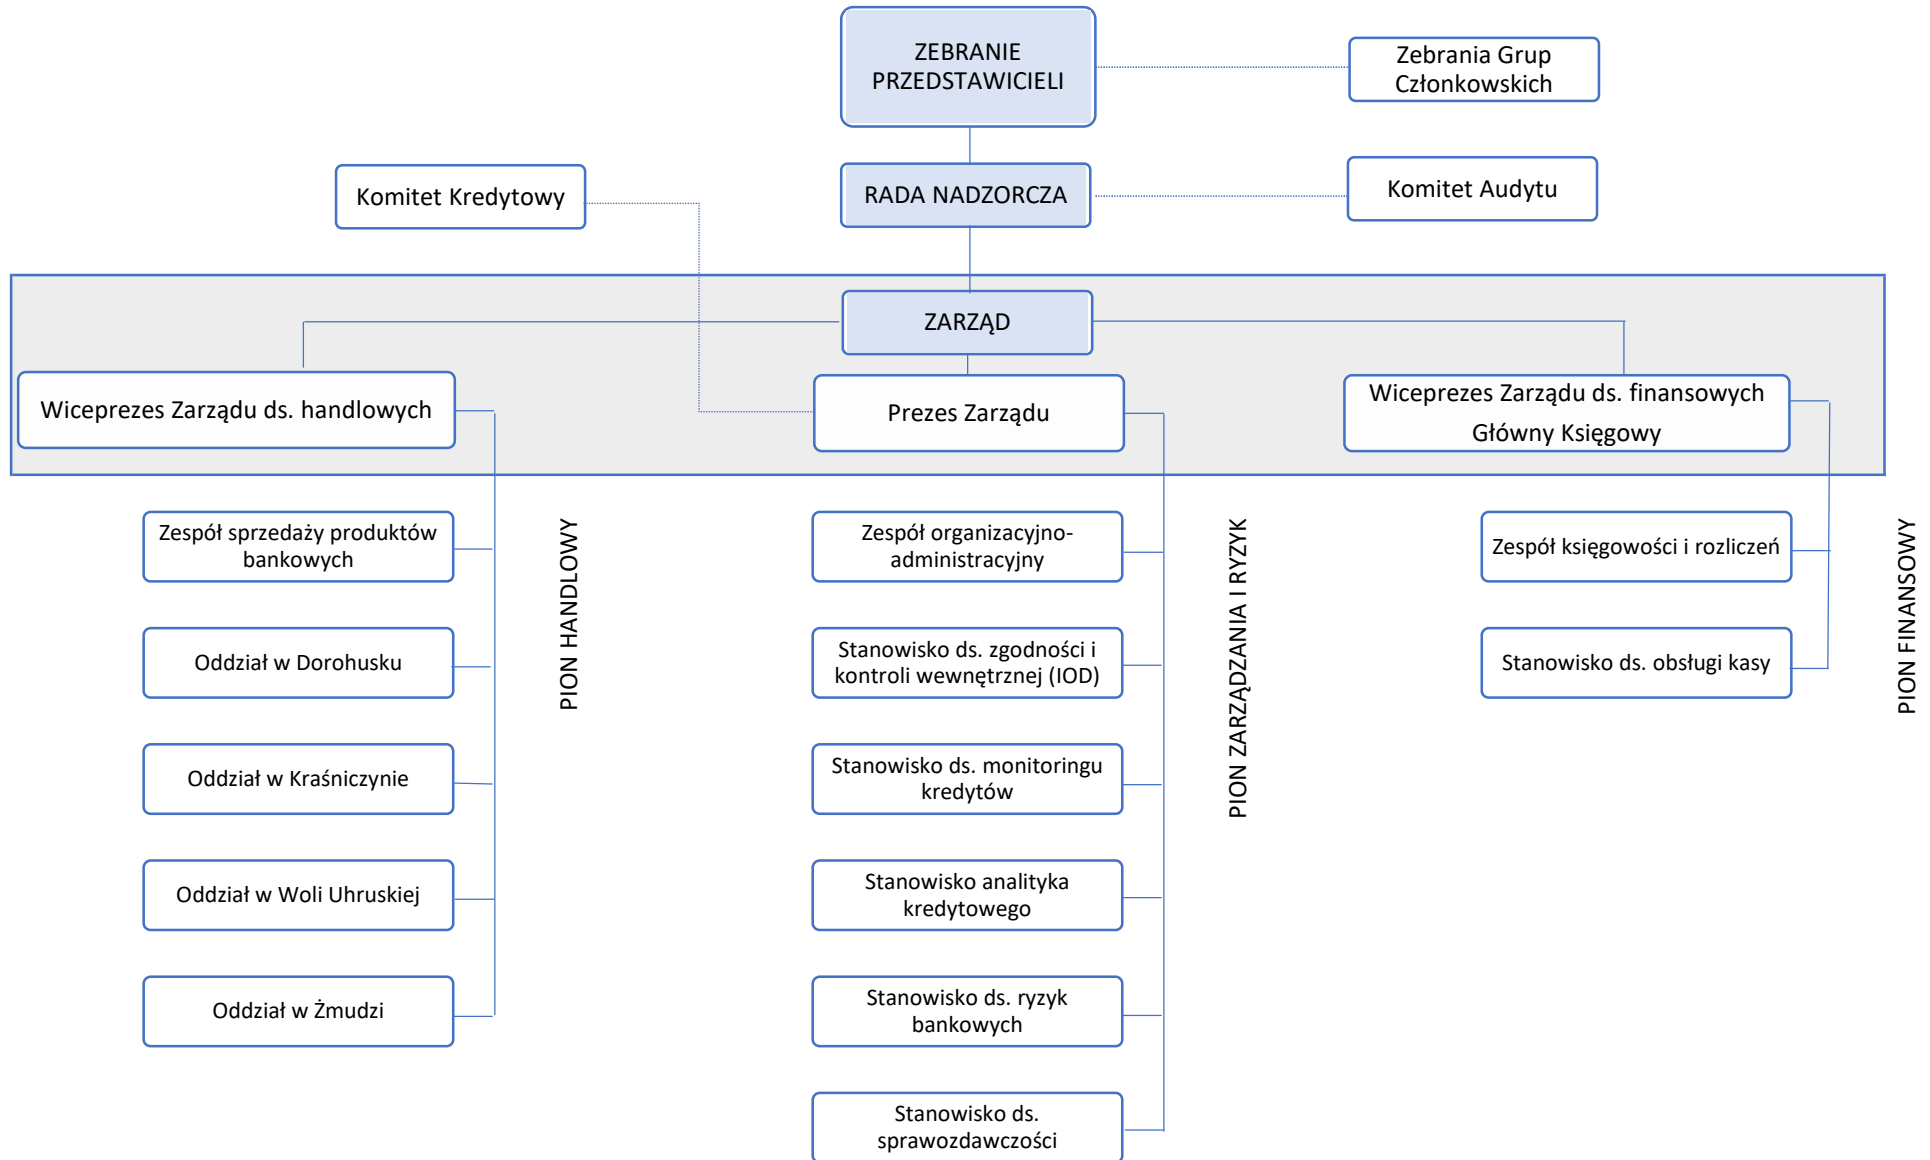 ZEBRANIE
PRZEDSTAWICIELI
Zebrania Grup
Członkowskich
Komitet Kredytowy
RADA NADZORCZA
Komitet Audytu
ZARZĄD
Wiceprezes Zarządu ds. handlowych
Prezes Zarządu
Wiceprezes Zarządu ds. finansowych
Główny Księgowy
Zespół sprzedaży produktów
bankowych
Oddział w Dorohusku
Oddział w Kraśniczynie
Oddział w Woli Uhruskiej
Oddział w Żmudzi
PION HANDLOWY
Zespół organizacyjno-
administracyjny
Stanowisko ds. zgodności i
kontroli wewnętrznej (IOD)
Stanowisko ds. monitoringu
kredytów
Stanowisko analityka
kredytowego
Stanowisko ds. ryzyk
bankowych
Stanowisko ds.
sprawozdawczości
PION ZARZĄDZANIA I RYZYK
Zespół księgowości i rozliczeń
Stanowisko ds. obsługi kasy
PION FINANSOWY